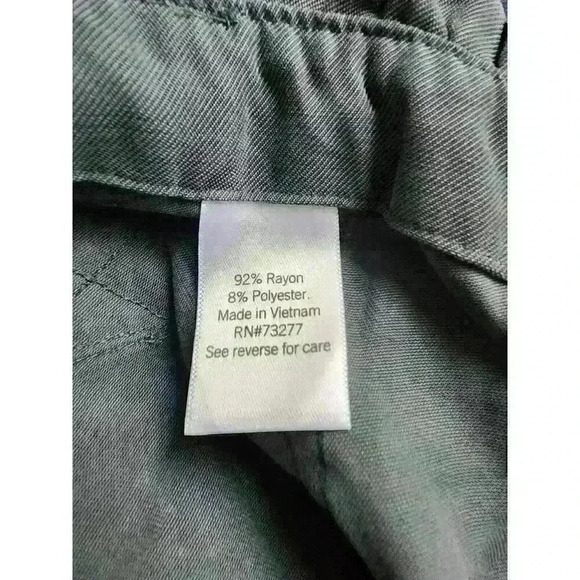 92% Rayon
8% Polyester.
Made in Vietnam
RN#73277
See reverse for care